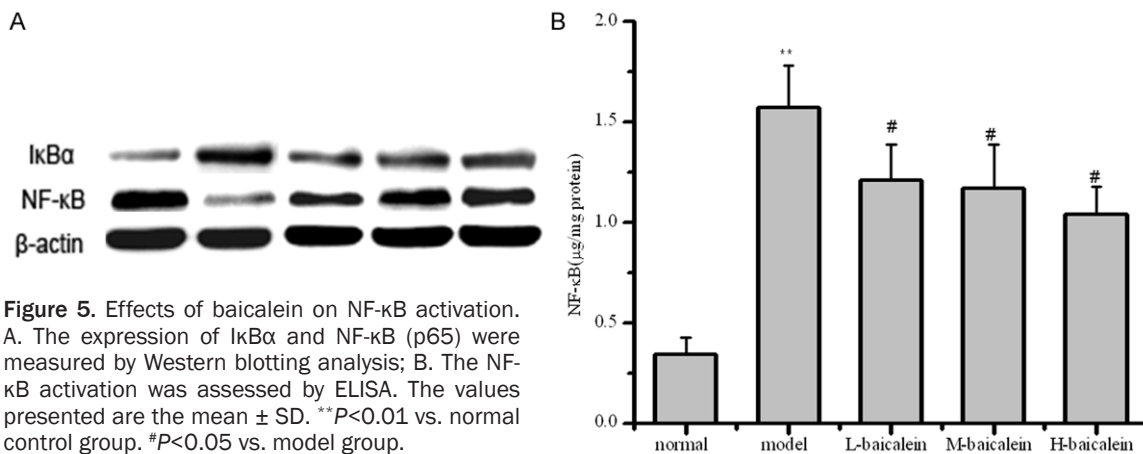 A
IκBα
NF-κB
β-actin
Figure 5. Effects of baicalein on NF-κB activation.
A. The expression of IκBα and NF-κB (p65) were
measured by Western blotting analysis; B. The NF-
κB activation was assessed by ELISA. The values
presented are the mean ± SD. **P<0.01 vs. normal
control group. #P<0.05 vs. model group.
B
NF-κB(μg/mg protein)
2.0
1.5
1.0
0.5
0.0
**
#
#
#
normal model L-baicalein M-baicalein H-baicalein